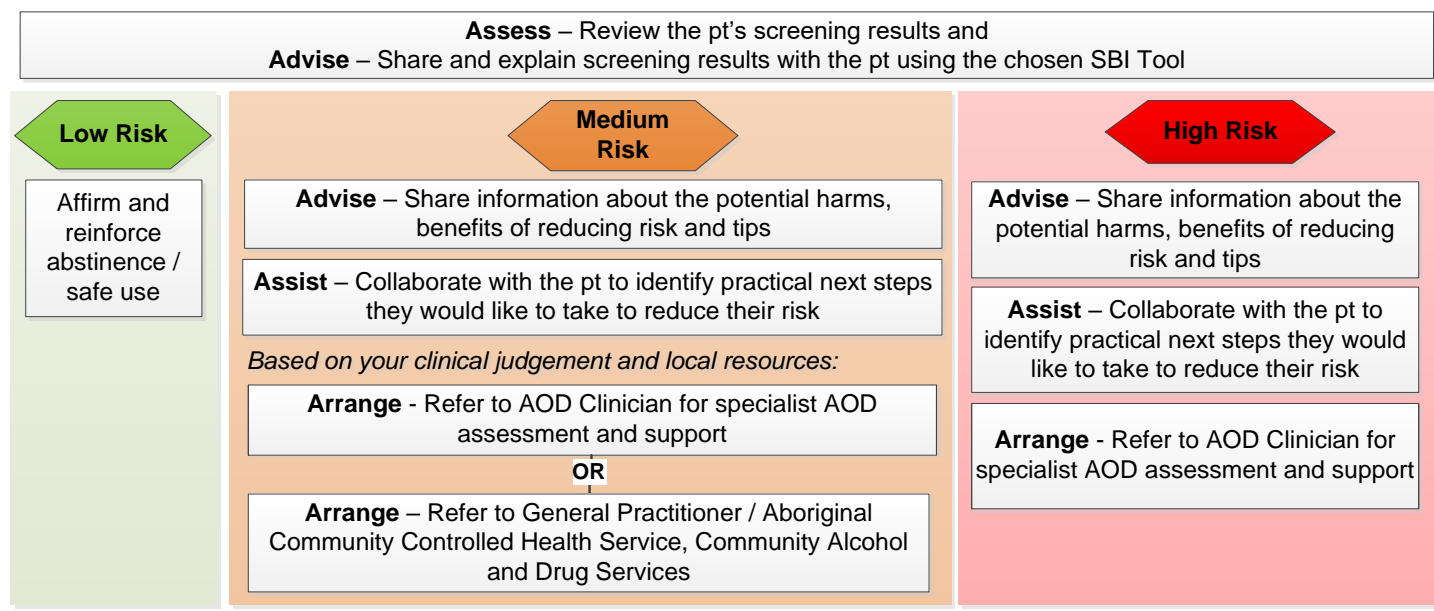 Assess – Review the pt's screening results and
Advise – Share and explain screening results with the pt using the chosen SBI Tool
Low Risk
Affirm and
reinforce
abstinence /
safe use
Medium
Risk
Advise – Share information about the potential harms,
benefits of reducing risk and tips
Assist – Collaborate with the pt to identify practical next steps
they would like to take to reduce their risk
Based on your clinical judgement and local resources:
Arrange - Refer to AOD Clinician for specialist AOD
assessment and support
OR
Arrange – Refer to General Practitioner / Aboriginal
Community Controlled Health Service, Community Alcohol
and Drug Services
High Risk
Advise – Share information about the
potential harms, benefits of reducing
risk and tips
Assist – Collaborate with the pt to
identify practical next steps they would
like to take to reduce their risk
Arrange - Refer to AOD Clinician for
specialist AOD assessment and support